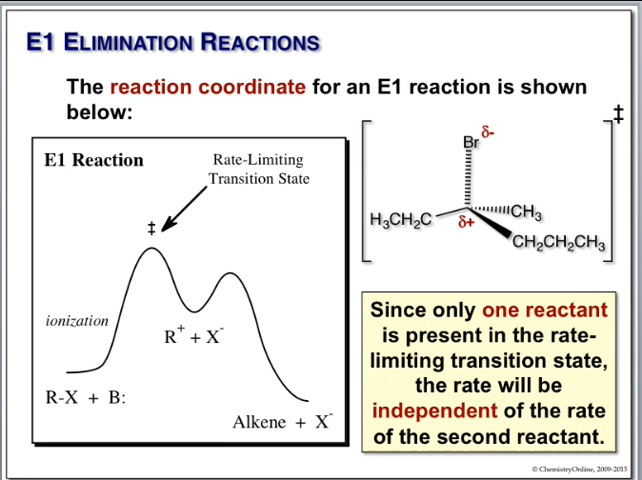 E1 ELIMINATION REACTIONS
The reaction coordinate for an E1 reaction is shown
below:
E1 Reaction
Rate-Limiting
Transition State
‡
ionization
R⁺ + X⁻
R-X + B:
Alkene + X⁻
‡
Br δ-
H₃CH₂C
δ+
CH₃
CH₂CH₂CH₃
Since only one reactant
is present in the rate-
limiting transition state,
the rate will be
independent of the rate
of the second reactant.
© ChemistryOnline, 2009-2015